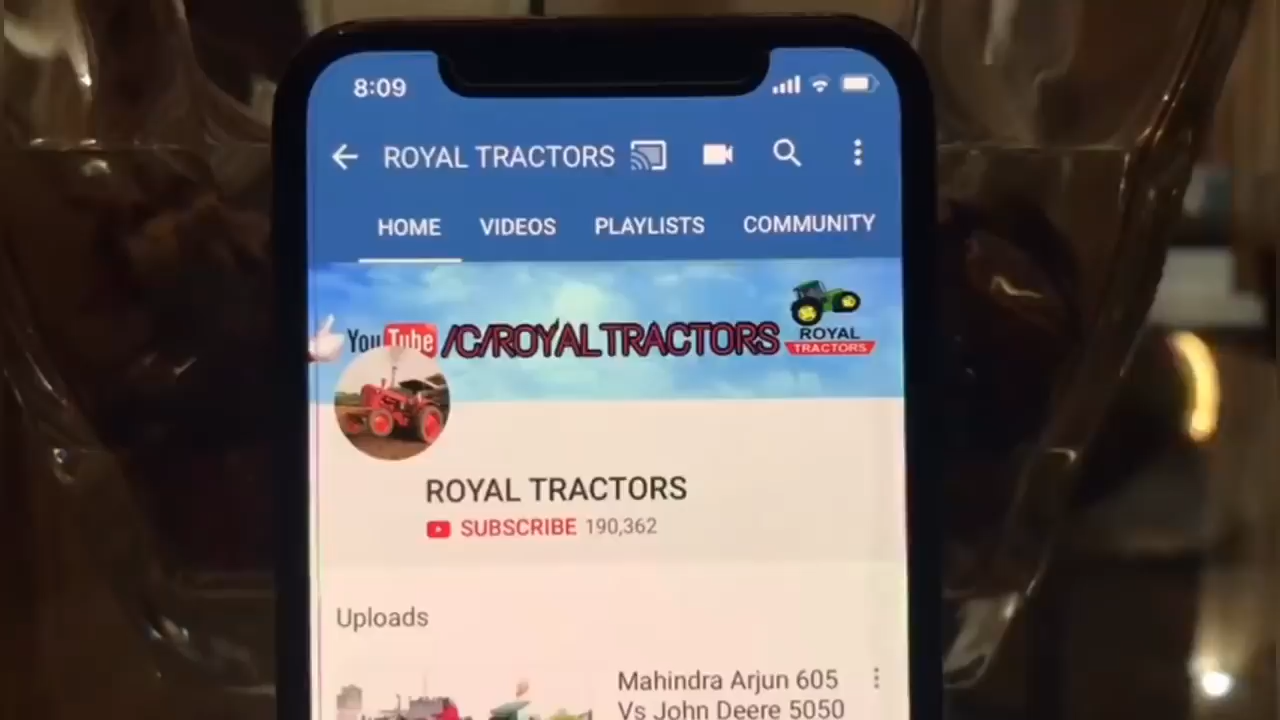 8:09
ROYAL TRACTORS
HOME VIDEOS PLAYLISTS COMMUNITY
YouTube /C/ROYALTRACTORS
ROYAL
TRACTORS
ROYAL TRACTORS
SUBSCRIBE 190,362
Uploads
Mahindra Arjun 605
Vs John Deere 5050